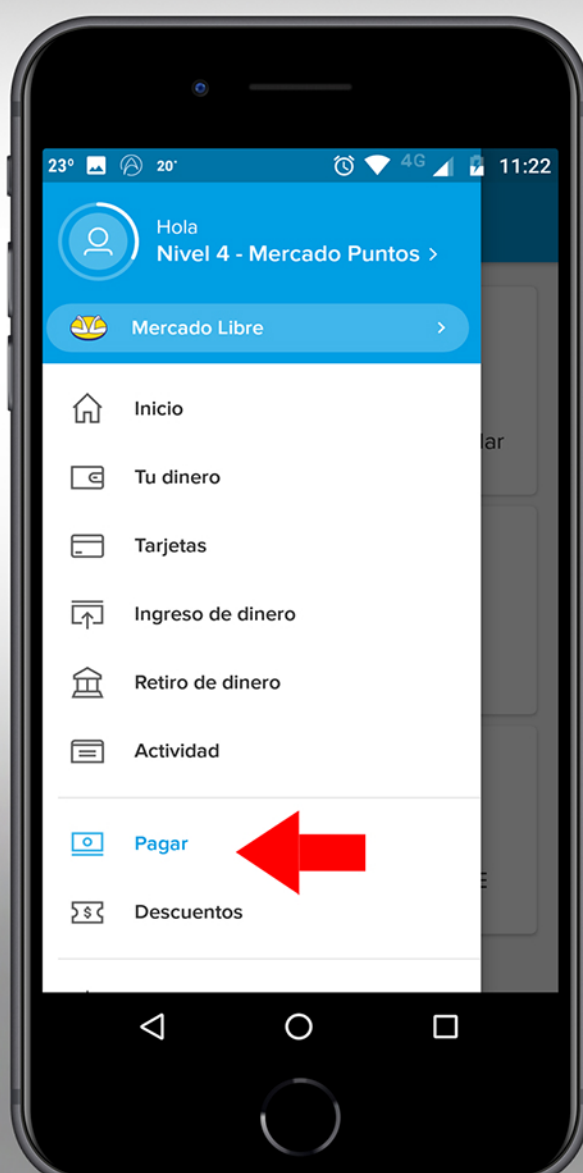 23° 20° 4G 11:22
Hola
Nivel 4 - Mercado Puntos >
Mercado Libre >
Inicio
lar
Tu dinero
Tarjetas
Ingreso de dinero
Retiro de dinero
Actividad
Pagar
Descuentos